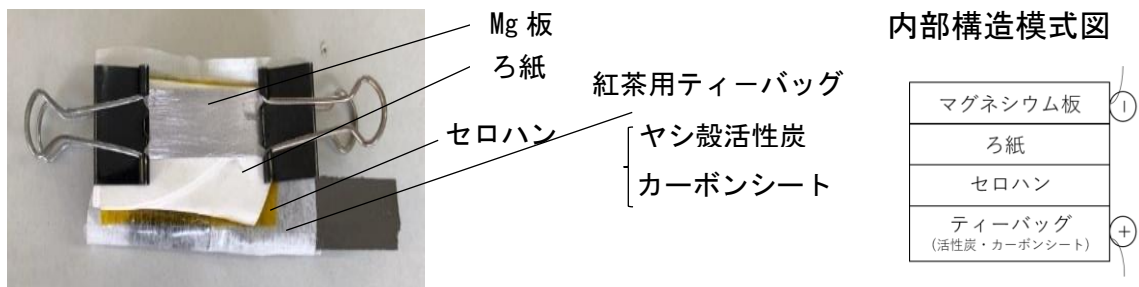 Mg 板
ろ紙
セロハン
紅茶用ティーバッグ
ヤシ殻活性炭
カーボンシート
内部構造模式図
マグネシウム板
−
ろ紙
セロハン
ティーバッグ
(活性炭・カーボンシート)
+